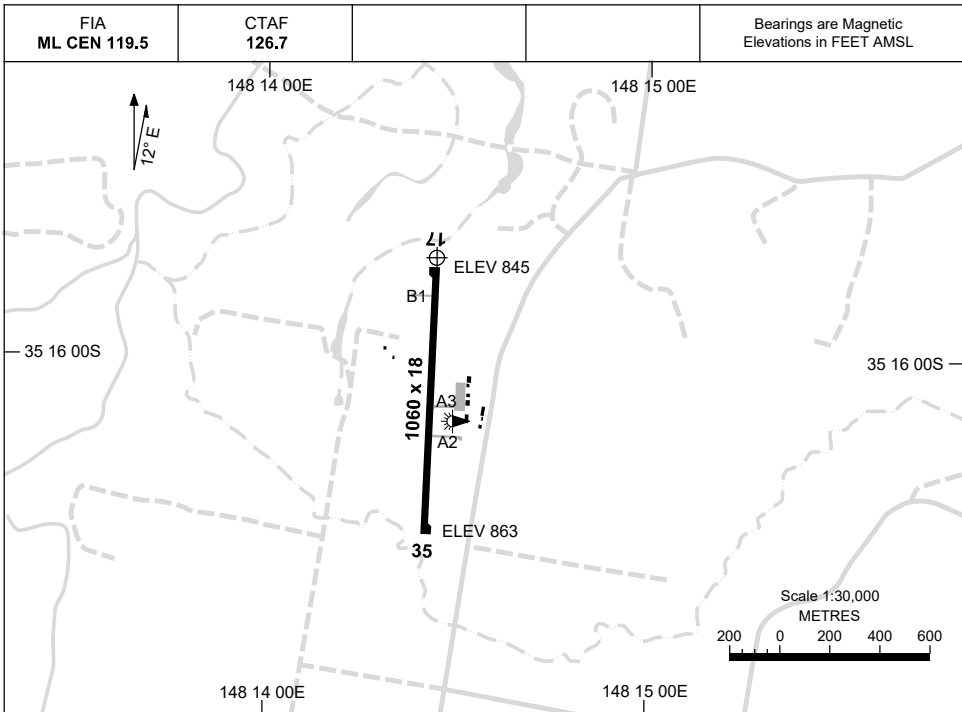 FIA
ML CEN 119.5
CTAF
126.7
Bearings are Magnetic
Elevations in FEET AMSL
148 14 00E
148 15 00E
12° E
17
ELEV 845
B1
35 16 00S
35 16 00S
1060 x 18
A3
A2
ELEV 863
35
Scale 1:30,000
METRES
200 0 200 400 600
148 14 00E
148 15 00E